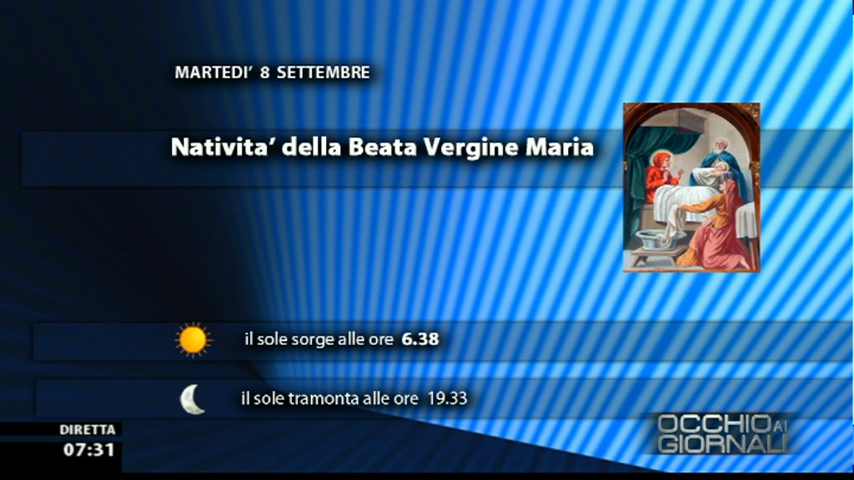 MARTEDI' 8 SETTEMBRE
Nativita' della Beata Vergine Maria
il sole sorge alle ore 6.38
il sole tramonta alle ore 19.33
DIRETTA
07:31
OCCHIO AI
GIORNALI